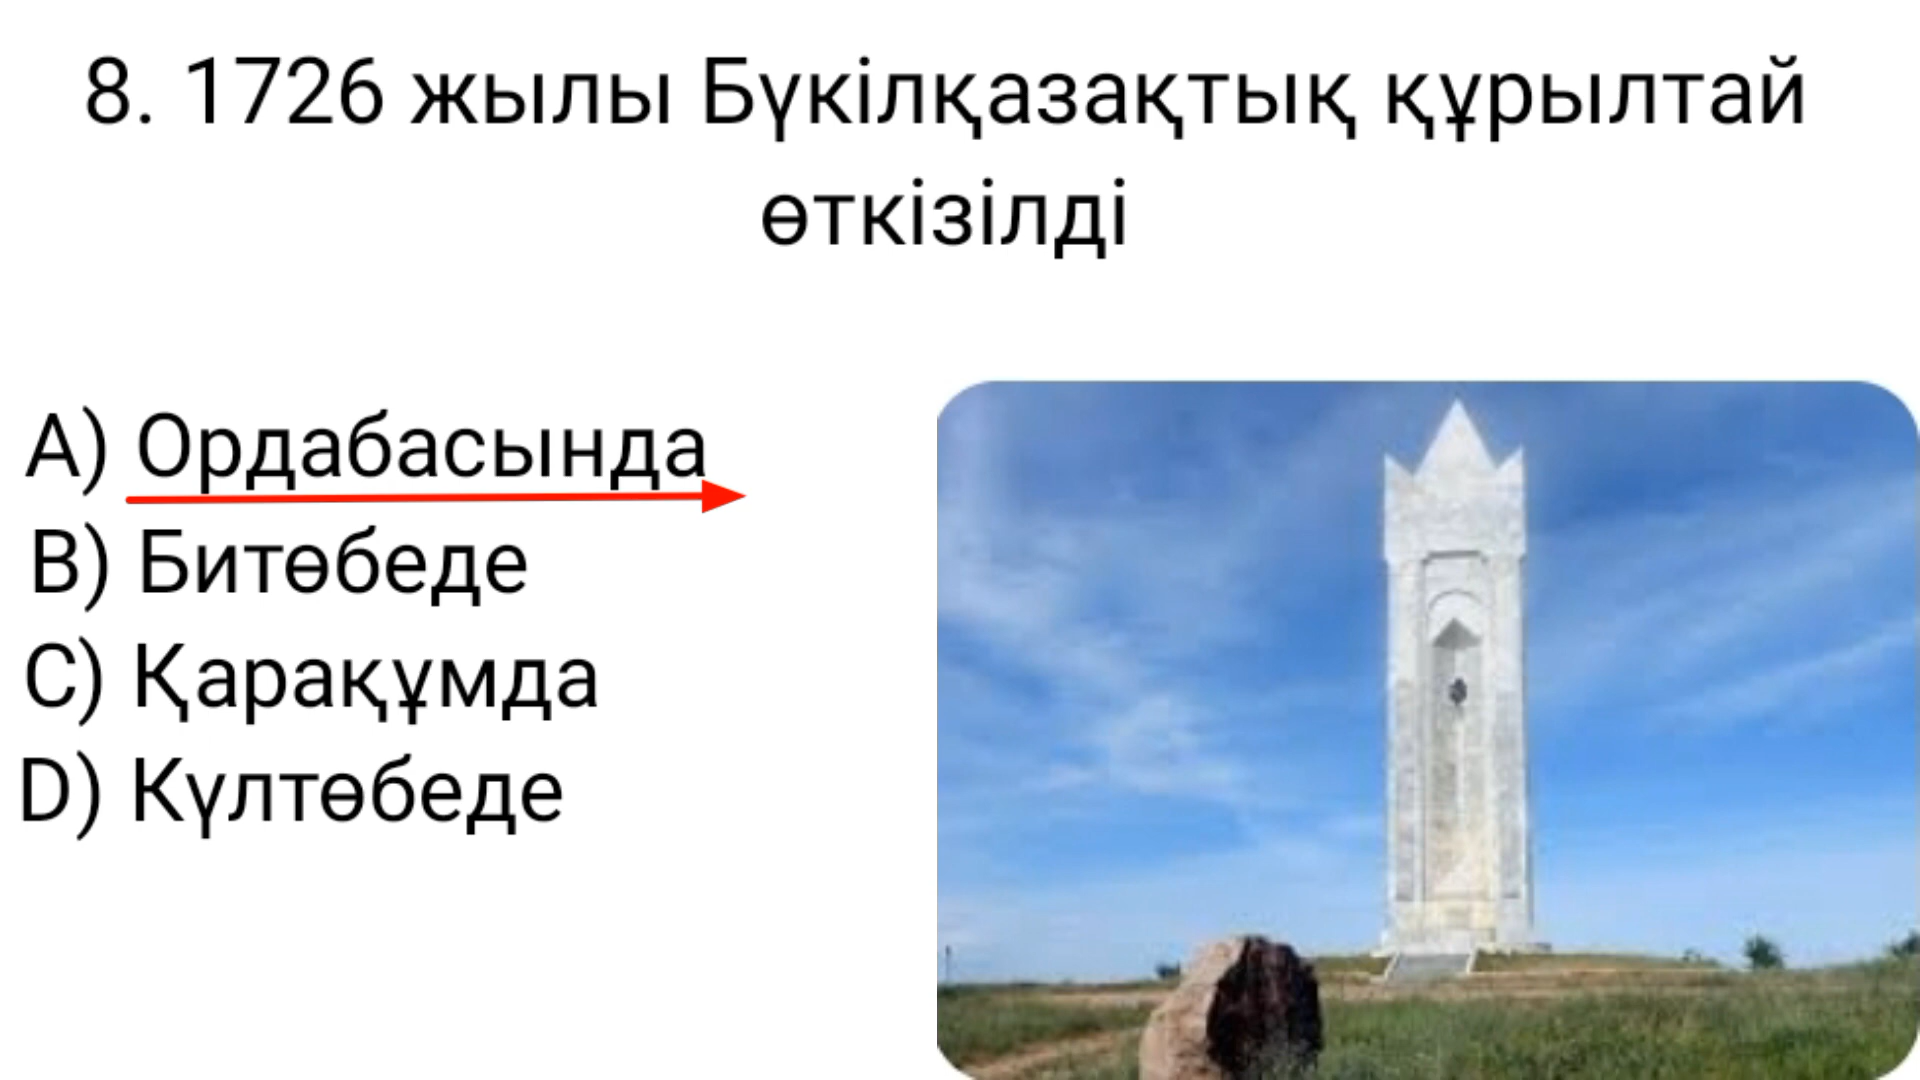 8. 1726 жылы Бүкілқазақтық құрылтай
өткізілді
A) Ордабасында
B) Битөбеде
C) Қарақұмда
D) Күлтөбеде